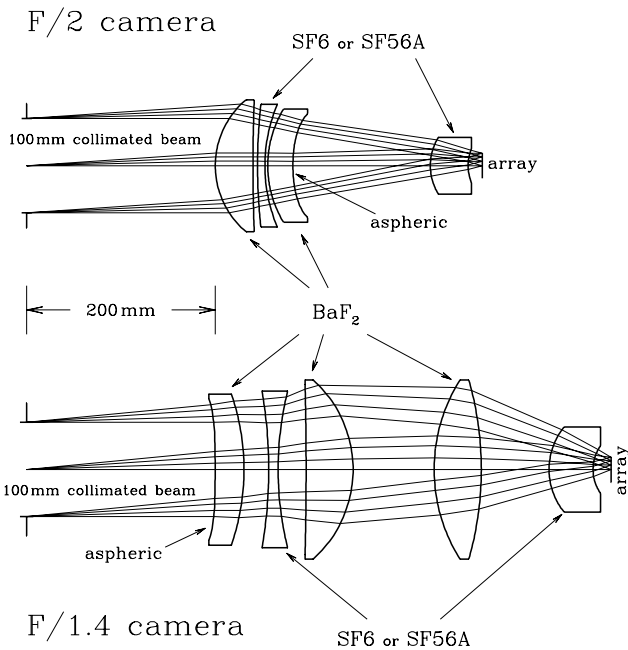 F/2 camera
SF6 or SF56A
100mm collimated beam
array
aspheric
200mm
BaF2
100mm collimated beam
array
aspheric
F/1.4 camera
SF6 or SF56A